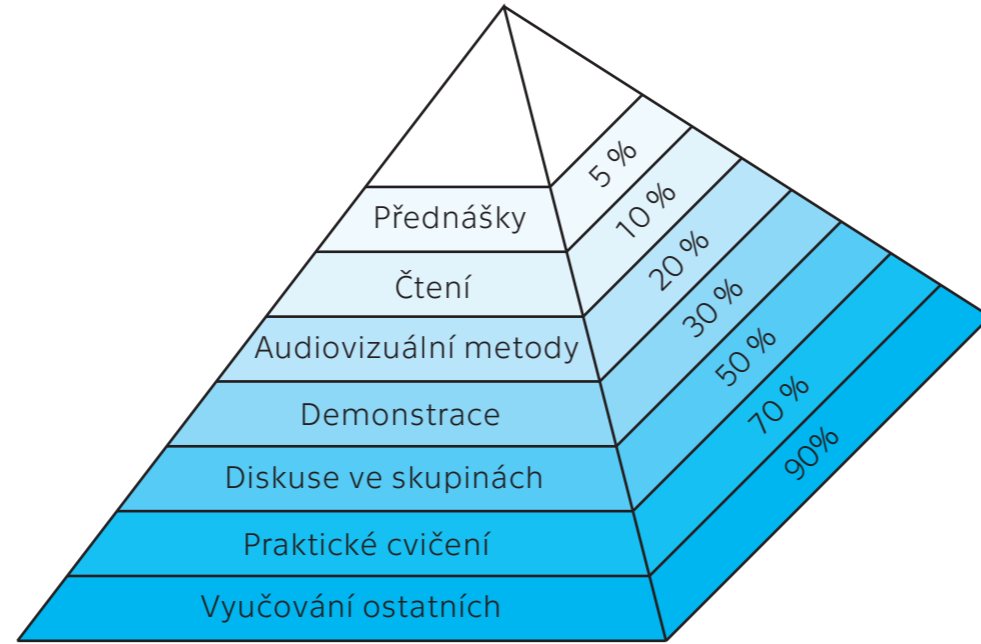 Přednášky
5 %
Čtení
10 %
Audiovizuální metody
20 %
Demonstrace
30 %
Diskuse ve skupinách
50 %
Praktické cvičení
70 %
Vyučování ostatních
90%